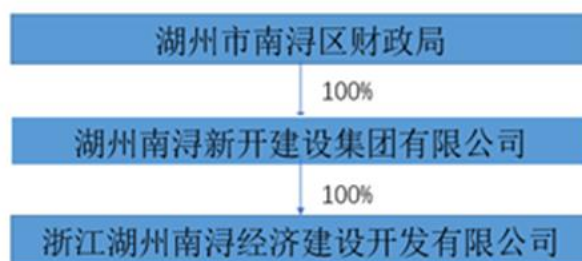 湖州市南浔区财政局
100%
湖州南浔新开建设集团有限公司
100%
浙江湖州南浔经济建设开发有限公司